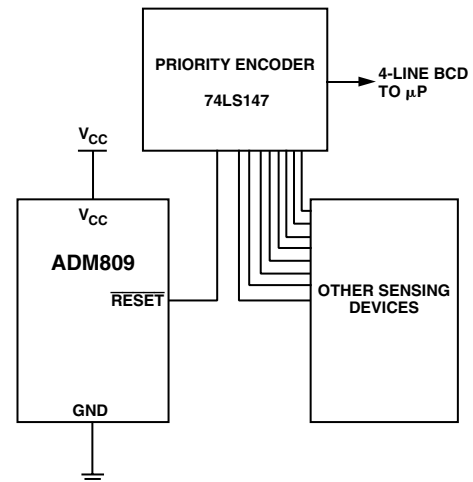 PRIORITY ENCODER
74LS147
4-LINE BCD
TO μP
VCC
VCC
ADM809
RESET
OTHER SENSING
DEVICES
GND